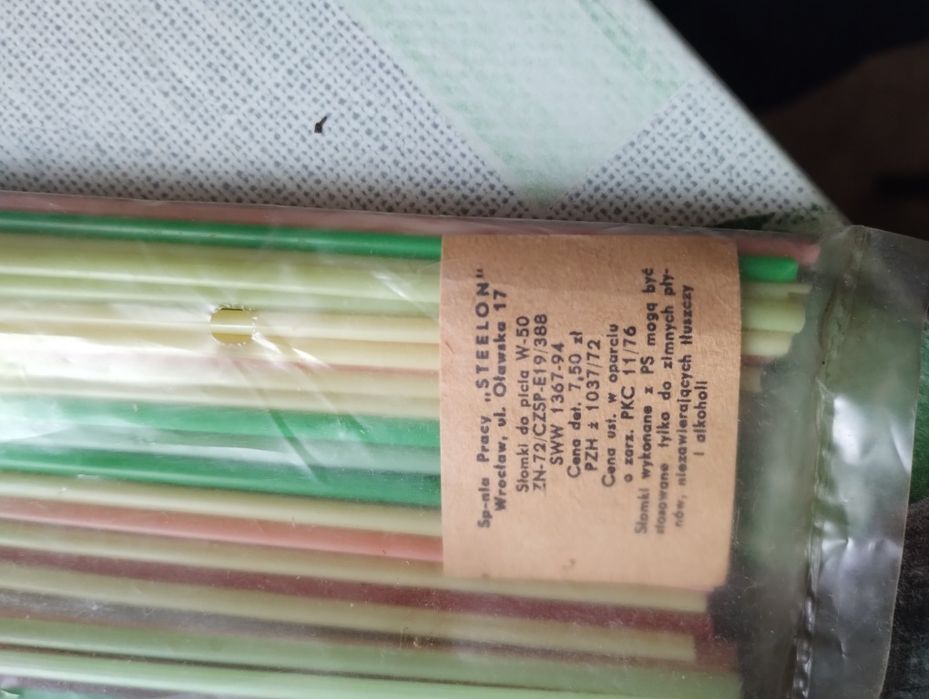 Sp-nia Pracy „STEELON"
Wrocław, ul. Oławska 17
Słomki do picia W-50
ZN-72/CZSP-E19/388
SWW 1367-94
Cena det. 7,50 zł
PZH ż 1037/72
Cena ust. w oparciu
o zarz. PKC 11/76
Słomki wykonane z PS mogą być
stosowane tylko do zimnych pły-
nów, niezawierających tłuszczy
i alkoholi